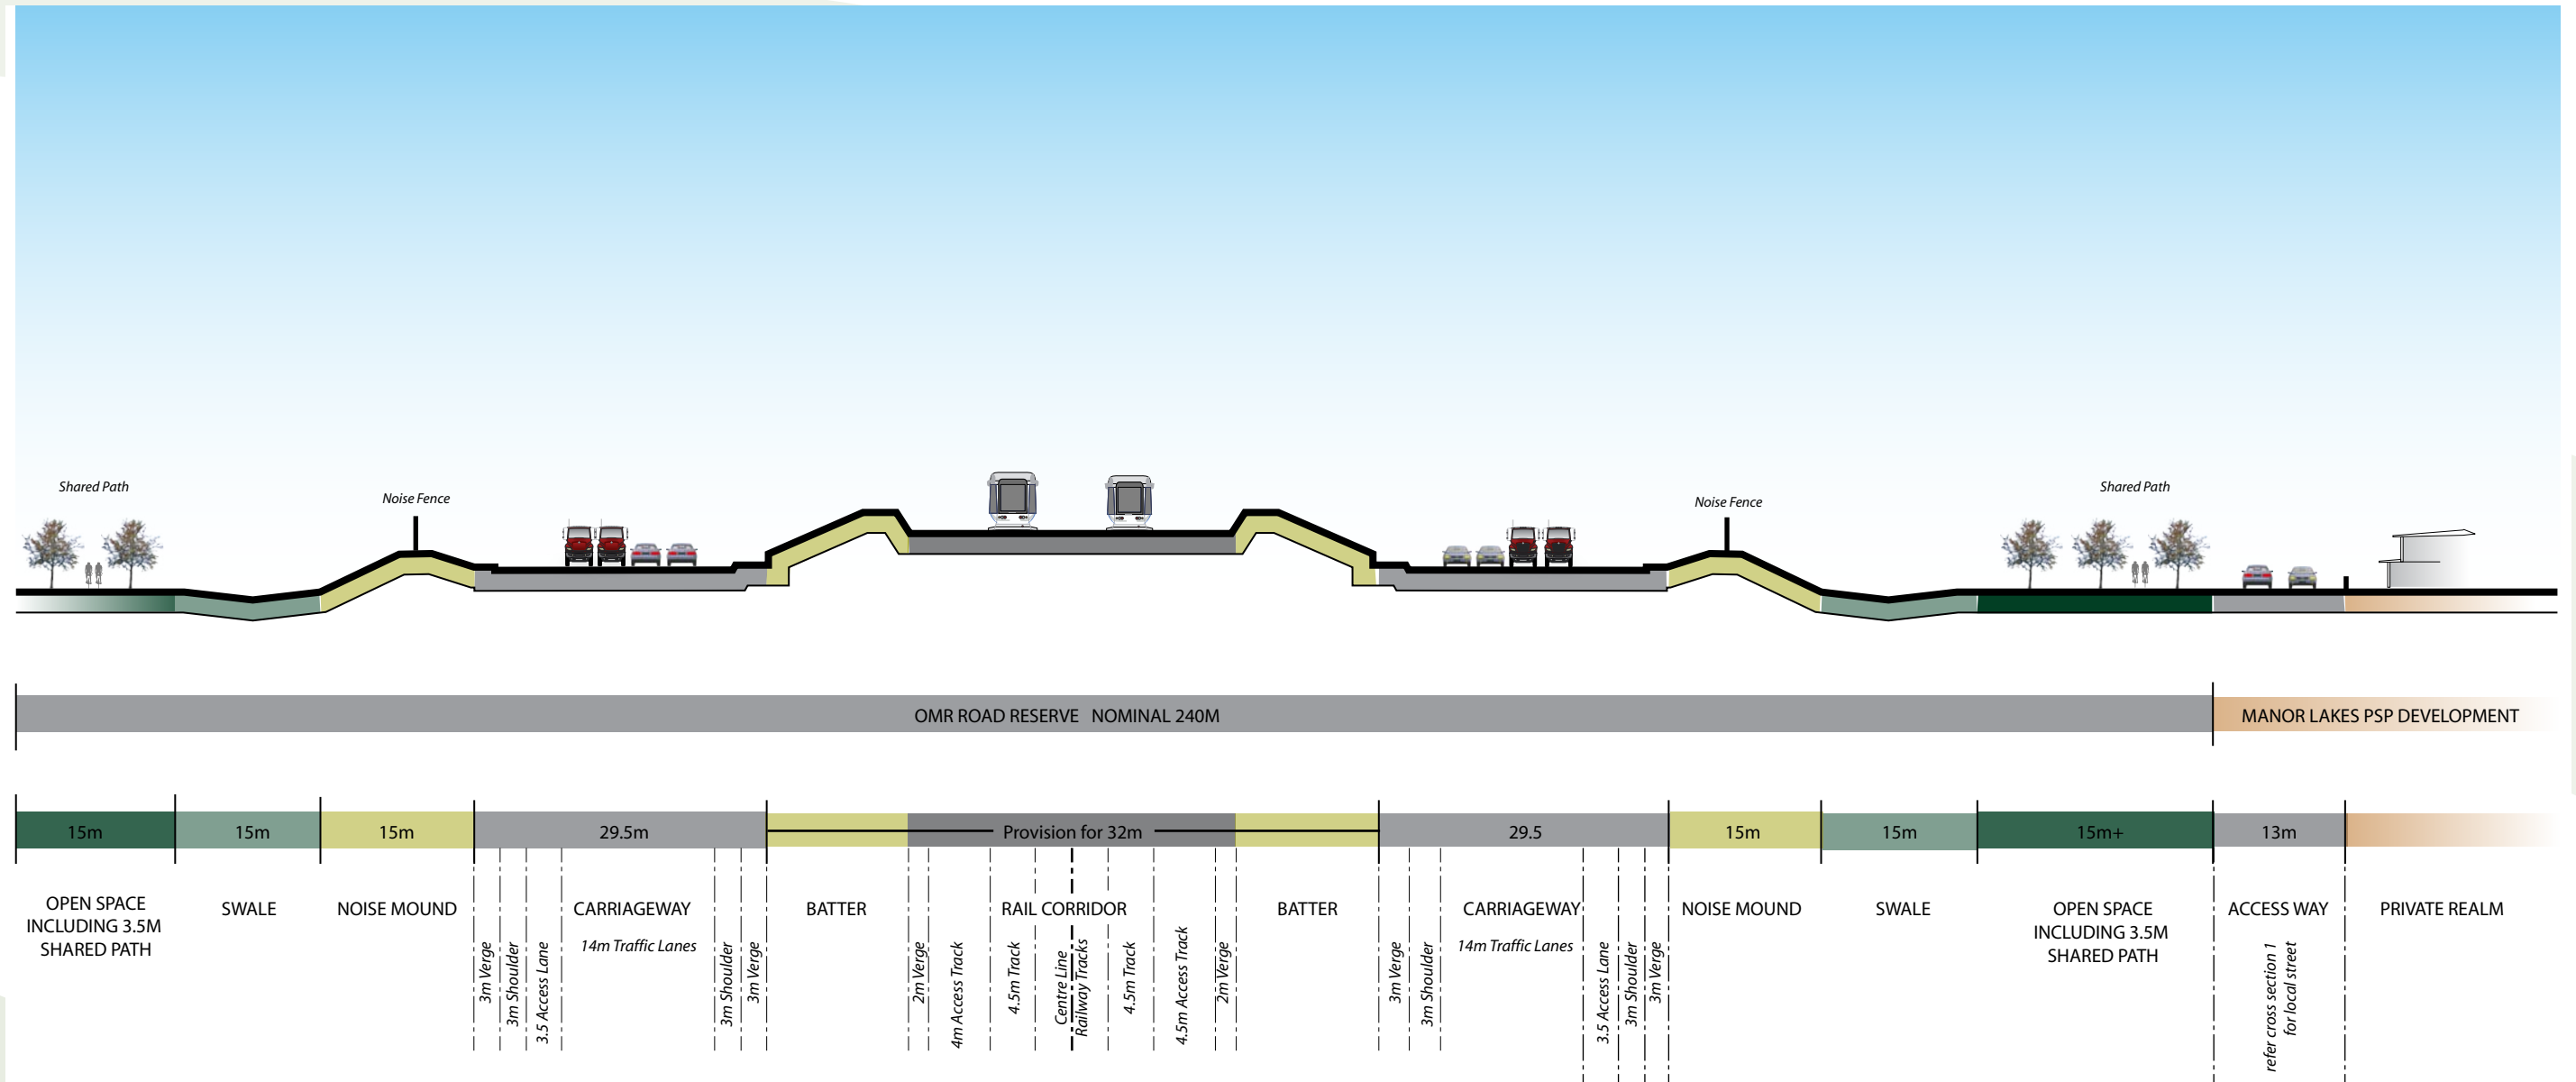 Shared Path
Noise Fence
Noise Fence
Shared Path
OMR ROAD RESERVE NOMINAL 240M
MANOR LAKES PSP DEVELOPMENT
15m
15m
15m
29.5m
Provision for 32m
29.5
15m
15m
15m+
13m
OPEN SPACE
INCLUDING 3.5M
SHARED PATH
SWALE
NOISE MOUND
CARRIAGEWAY
14m Traffic Lanes
BATTER
RAIL CORRIDOR
BATTER
CARRIAGEWAY
14m Traffic Lanes
NOISE MOUND
SWALE
OPEN SPACE
INCLUDING 3.5M
SHARED PATH
ACCESS WAY
PRIVATE REALM
3m Verge
3m Shoulder
3.5 Access Lane
3m Shoulder
3m Verge
2m Verge
4m Access Track
4.5m Track
Centre Line
Railway Tracks
4.5m Track
4.5m Access Track
2m Verge
3m Verge
3m Shoulder
3.5 Access Lane
3m Shoulder
3m Verge
refer cross section 1
for local street